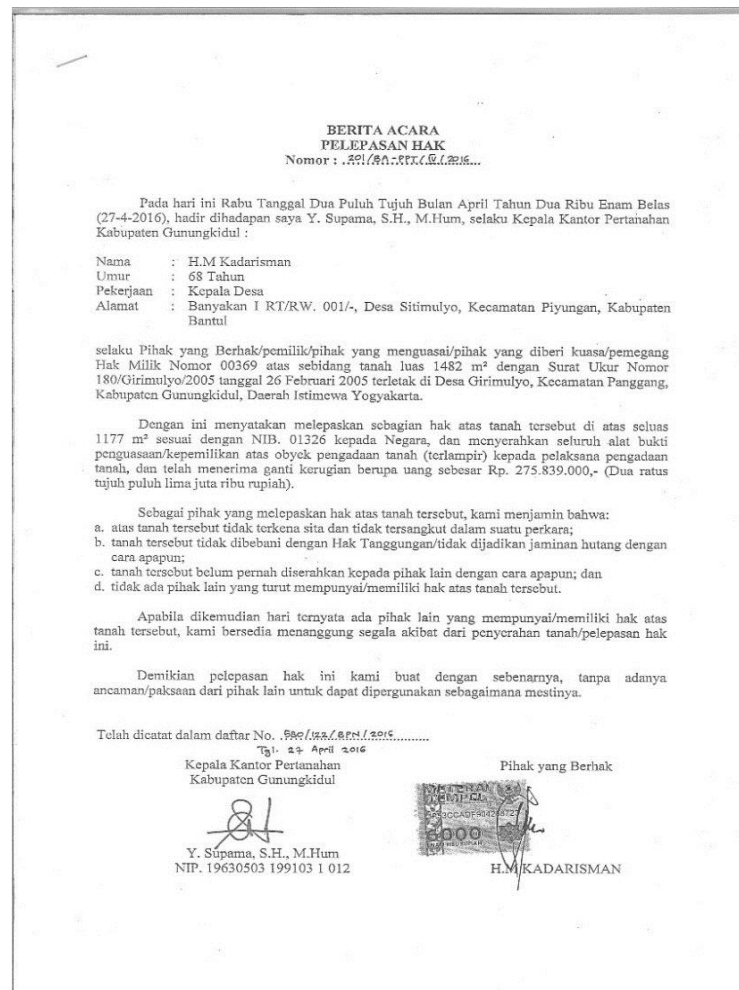 BERITA ACARA
PELEPASAN HAK
Nomor : 201/BA-PPT/IV/2016
Pada hari ini Rabu Tanggal Dua Puluh Tujuh Bulan April Tahun Dua Ribu Enam Belas
(27-4-2016), hadir dihadapan saya Y. Supama, S.H., M.Hum, selaku Kepala Kantor Pertanahan
Kabupaten Gunungkidul :
Nama : H.M Kadarisman
Umur : 68 Tahun
Pekerjaan : Kepala Desa
Alamat : Banyakan I RT/RW. 001/-, Desa Sitimulyo, Kecamatan Piyungan, Kabupaten
Bantul
selaku Pihak yang Berhak/pemilik/pihak yang menguasai/pihak yang diberi kuasa/pemegang
Hak Milik Nomor 00369 atas sebidang tanah luas 1482 m² dengan Surat Ukur Nomor
180/Girimulyo/2005 tanggal 26 Februari 2005 terletak di Desa Girimulyo, Kecamatan Panggang,
Kabupaten Gunungkidul, Daerah Istimewa Yogyakarta.
Dengan ini menyatakan melepaskan sebagian hak atas tanah tersebut di atas seluas
1177 m² sesuai dengan NIB. 01326 kepada Negara, dan menyerahkan seluruh alat bukti
penguasaan/kepemilikan atas obyek pengadaan tanah (terlampir) kepada pelaksana pengadaan
tanah, dan telah menerima ganti kerugian berupa uang sebesar Rp. 275.839.000,- (Dua ratus
tujuh puluh lima juta ribu rupiah).
Sebagai pihak yang melepaskan hak atas tanah tersebut, kami menjamin bahwa:
a. atas tanah tersebut tidak terkena sita dan tidak tersangkut dalam suatu perkara;
b. tanah tersebut tidak dibebani dengan Hak Tanggungan/tidak dijadikan jaminan hutang dengan
cara apapun;
c. tanah tersebut belum pernah diserahkan kepada pihak lain dengan cara apapun; dan
d. tidak ada pihak lain yang turut mempunyai/memiliki hak atas tanah tersebut.
Apabila dikemudian hari ternyata ada pihak lain yang mempunyai/memiliki hak atas
tanah tersebut, kami bersedia menanggung segala akibat dari penyerahan tanah/pelepasan hak
ini.
Demikian pelepasan hak ini kami buat dengan sebenarnya, tanpa adanya
ancaman/paksaan dari pihak lain untuk dapat dipergunakan sebagaimana mestinya.
Telah dicatat dalam daftar No. 580/122/BPN/2016
Tgl. 27 April 2016
Kepala Kantor Pertanahan
Kabupaten Gunungkidul
Pihak yang Berhak
METERAI
TEMPEL
6000
Y. Supama, S.H., M.Hum
NIP. 19630503 199103 1 012
H.M KADARISMAN